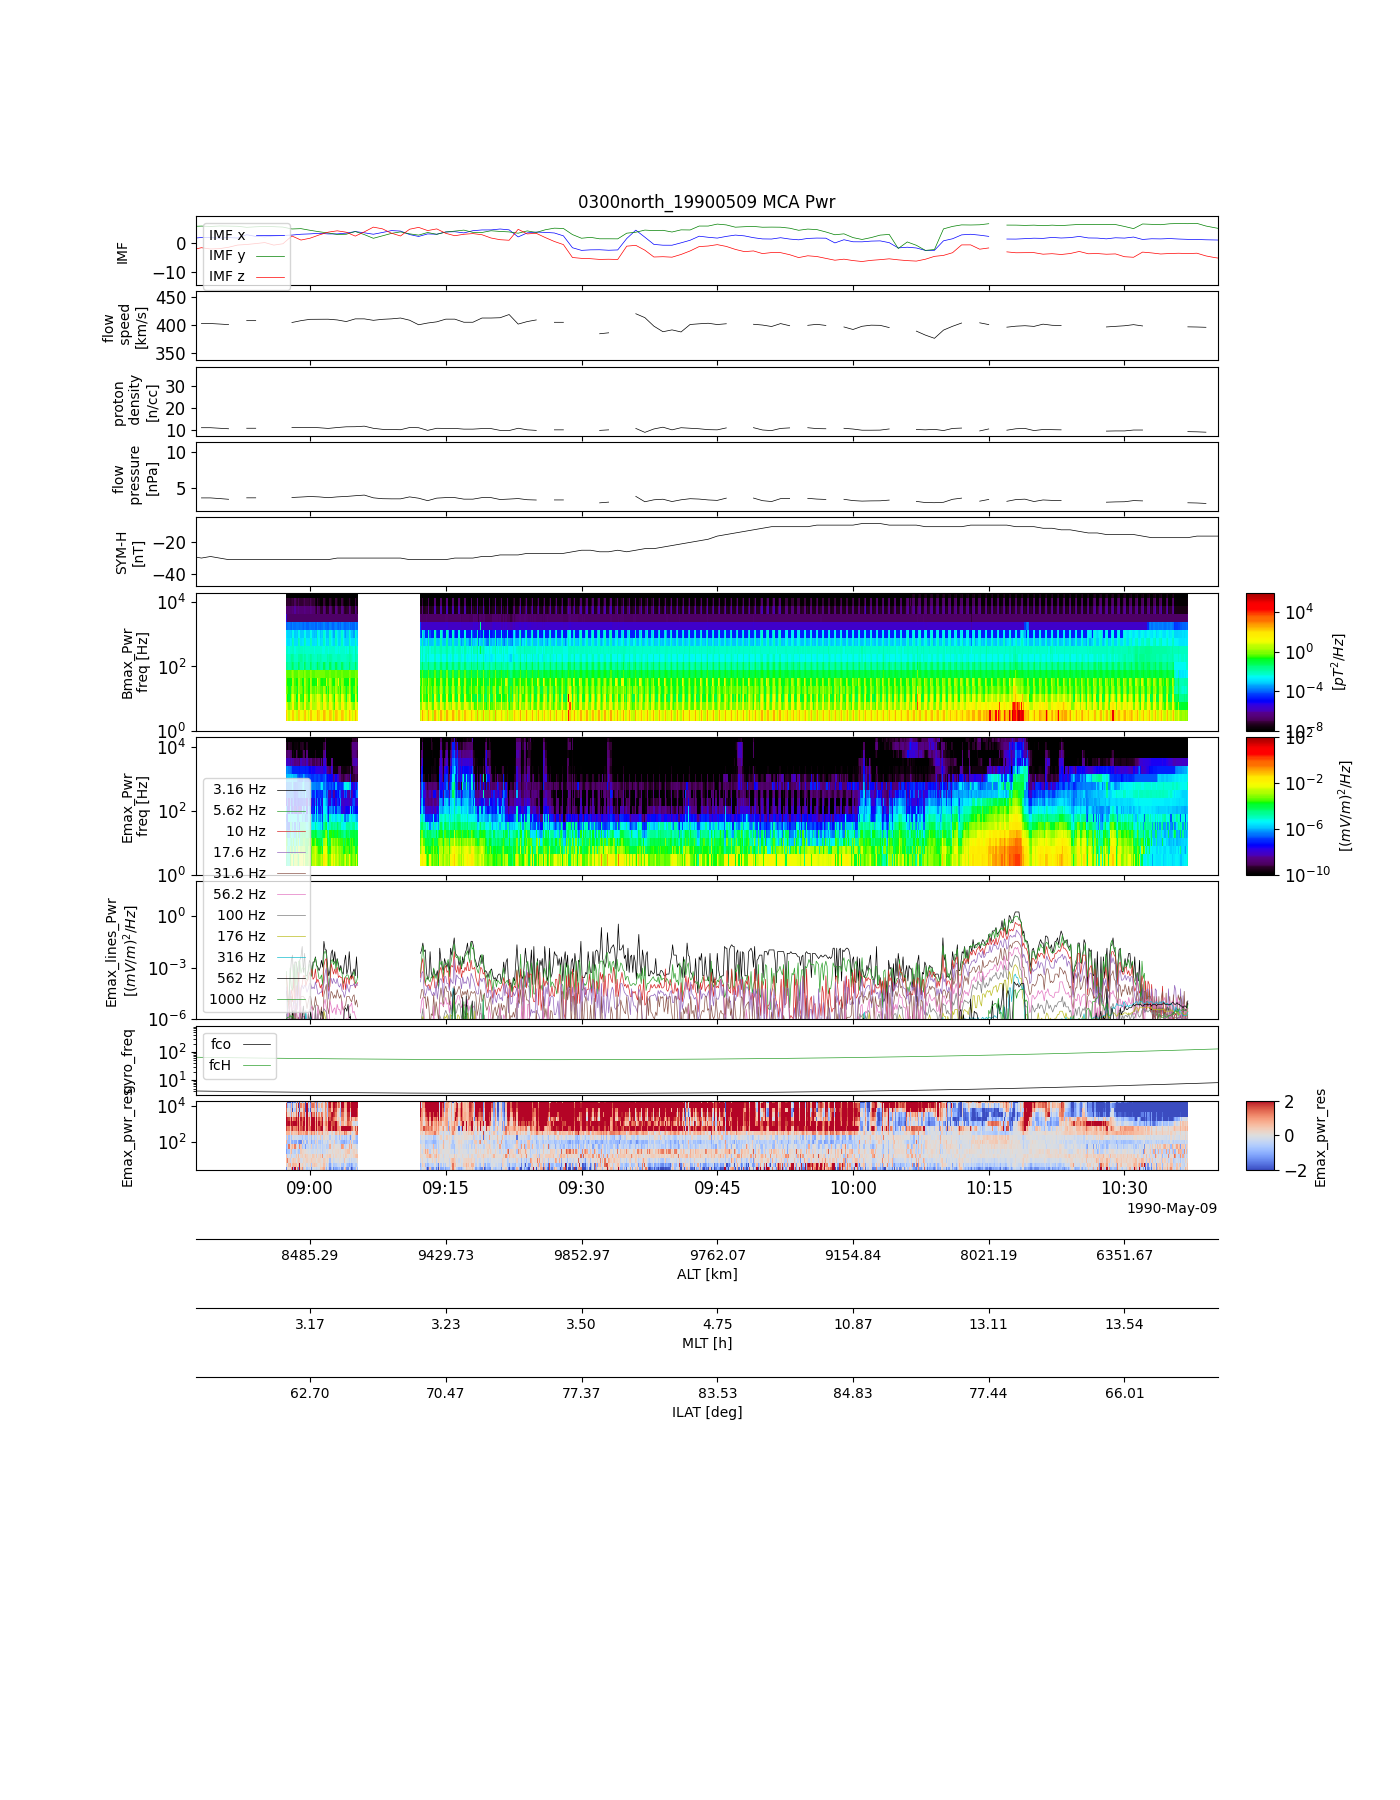 0300north_19900509 MCA Pwr
IMF
0
−10
IMF x
IMF y
IMF z
flow
speed
[km/s]
450
400
350
proton
density
[n/cc]
30
20
10
flow
pressure
[nPa]
10
5
SYM-H
[nT]
−20
−40
Bmax_Pwr
freq [Hz]
10^4
10^2
10^0
10^4
10^0
10^−4
10^−8
[pT^2/Hz]
Emax_Pwr
freq [Hz]
10^4
10^2
10^0
10^2
10^−2
10^−6
10^−10
[(mV/m)^2/Hz]
3.16 Hz
5.62 Hz
10 Hz
17.6 Hz
31.6 Hz
56.2 Hz
100 Hz
176 Hz
316 Hz
562 Hz
1000 Hz
Emax_lines_Pwr
[(mV/m)^2/Hz]
10^0
10^−3
10^−6
gyro_freq
10^2
10^1
fco
fcH
Emax_pwr_res
10^4
10^2
2
0
−2
Emax_pwr_res
09:00 09:15 09:30 09:45 10:00 10:15 10:30
1990-May-09
8485.29 9429.73 9852.97 9762.07 9154.84 8021.19 6351.67
ALT [km]
3.17 3.23 3.50 4.75 10.87 13.11 13.54
MLT [h]
62.70 70.47 77.37 83.53 84.83 77.44 66.01
ILAT [deg]